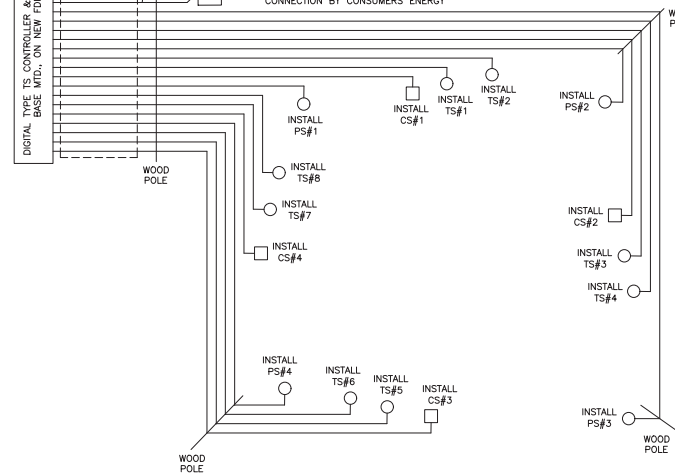 CONNECTION BY CONSUMERS ENERGY
DIGITAL TYPE TS CONTROLLER &
BASE MTD., ON NEW FDN
INSTALL
PS#1
INSTALL
CS#1
INSTALL
TS#1
INSTALL
TS#2
INSTALL
PS#2
WOOD
POLE
INSTALL
TS#8
INSTALL
TS#7
INSTALL
CS#4
INSTALL
CS#2
INSTALL
TS#3
INSTALL
TS#4
INSTALL
PS#4
INSTALL
TS#6
INSTALL
TS#5
INSTALL
CS#3
INSTALL
PS#3
WOOD
POLE
WOOD
POLE